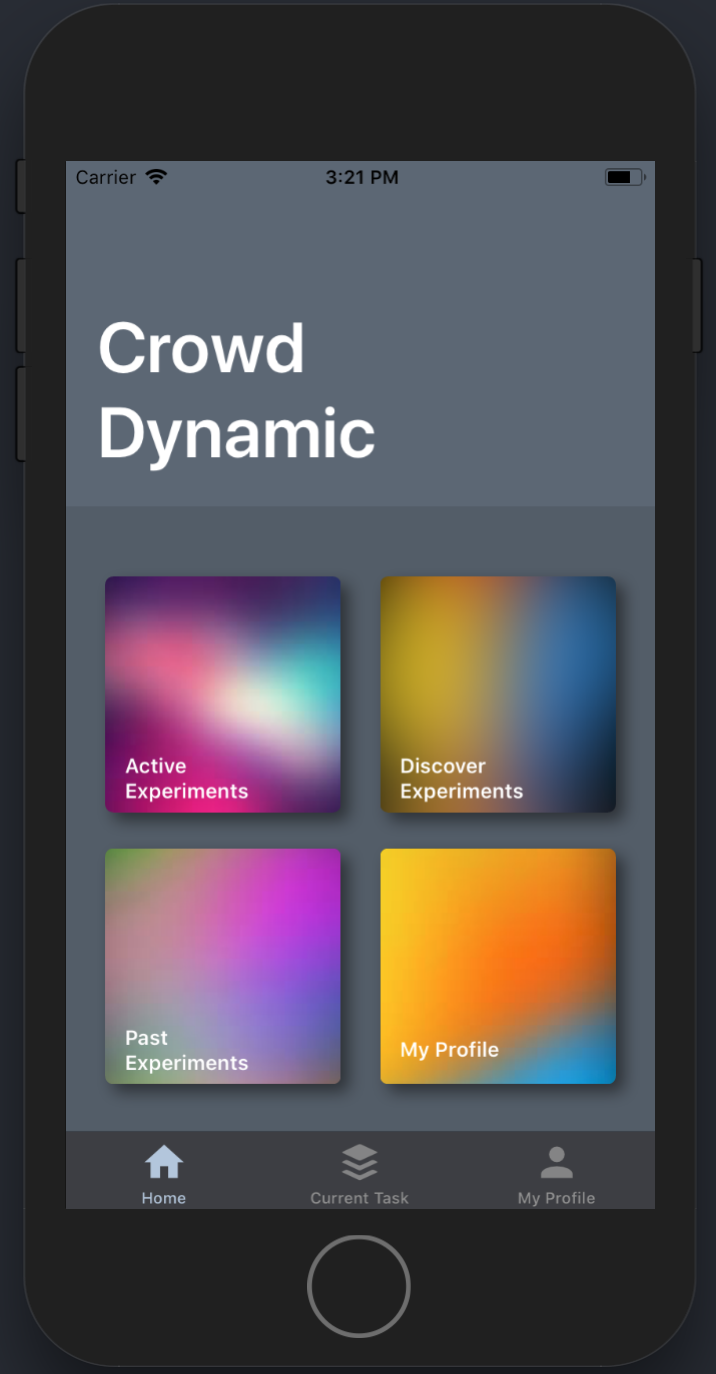 Carrier 3:21 PM
Crowd
Dynamic
Active
Experiments
Discover
Experiments
Past
Experiments
My Profile
Home Current Task My Profile